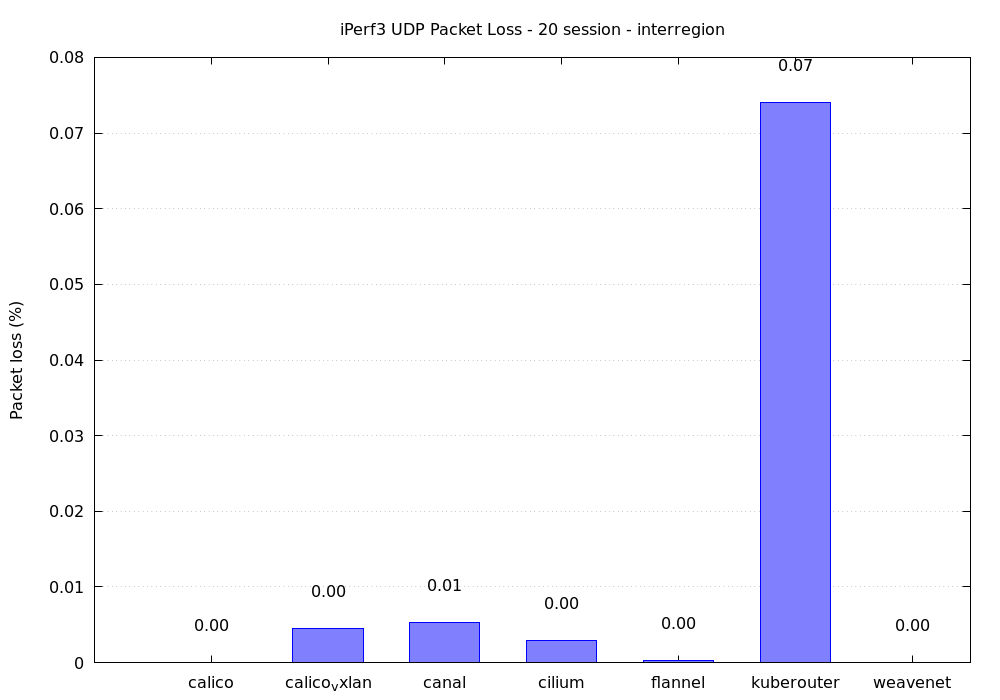 iPerf3 UDP Packet Loss - 20 session - interregion
Packet loss (%)
0.08
0.07
0.06
0.05
0.04
0.03
0.02
0.01
0
0.00
0.00
0.01
0.00
0.00
0.07
0.00
calico
calicovxlan
canal
cilium
flannel
kuberouter
weavenet